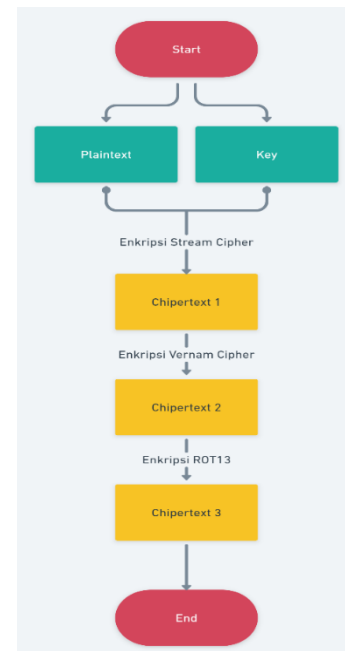 Start
Plaintext
Key
Enkripsi Stream Cipher
Chipertext 1
Enkripsi Vernam Cipher
Chipertext 2
Enkripsi ROT13
Chipertext 3
End